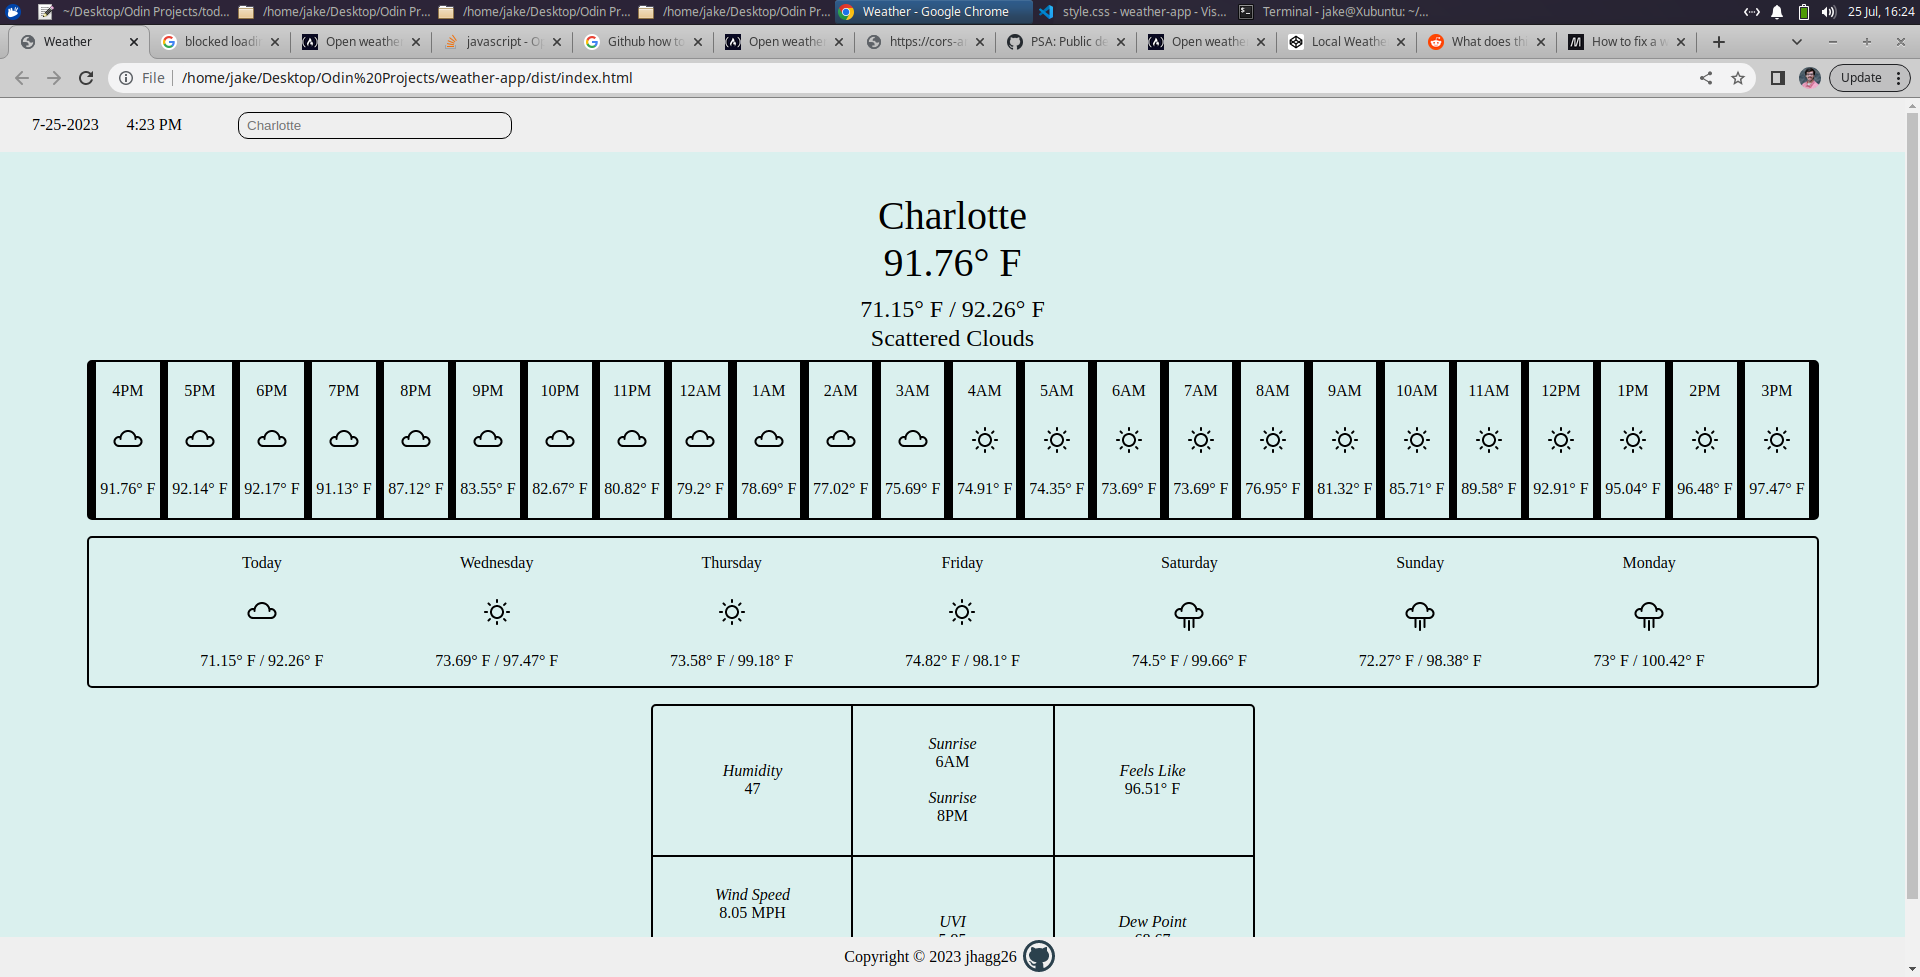 ~/Desktop/Odin Projects/tod... /home/jake/Desktop/Odin Pr... /home/jake/Desktop/Odin Pr... /home/jake/Desktop/Odin Pr... Weather - Google Chrome style.css - weather-app - Vis... Terminal - jake@Xubuntu: ~/... 25 Jul, 16:24
Weather blocked loadi Open weather Open weathe javascript - O Github how to Open weathe https://cors-a PSA: Public de Open weathe Local Weathe What does th How to fix a w
File /home/jake/Desktop/Odin%20Projects/weather-app/dist/index.html Update
7-25-2023 4:23 PM Charlotte
Charlotte
91.76° F
71.15° F / 92.26° F
Scattered Clouds
4PM 5PM 6PM 7PM 8PM 9PM 10PM 11PM 12AM 1AM 2AM 3AM 4AM 5AM 6AM 7AM 8AM 9AM 10AM 11AM 12PM 1PM 2PM 3PM
91.76° F 92.14° F 92.17° F 91.13° F 87.12° F 83.55° F 82.67° F 80.82° F 79.2° F 78.69° F 77.02° F 75.69° F 74.91° F 74.35° F 73.69° F 73.69° F 76.95° F 81.32° F 85.71° F 89.58° F 92.91° F 95.04° F 96.48° F 97.47° F
Today Wednesday Thursday Friday Saturday Sunday Monday
71.15° F / 92.26° F 73.69° F / 97.47° F 73.58° F / 99.18° F 74.82° F / 98.1° F 74.5° F / 99.66° F 72.27° F / 98.38° F 73° F / 100.42° F
Humidity
47
Sunrise
6AM
Sunrise
8PM
Feels Like
96.51° F
Wind Speed
8.05 MPH
UVI
Dew Point
Copyright © 2023 jhagg26